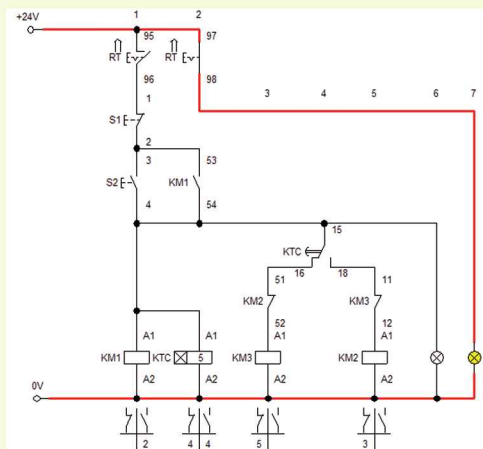 1 2
+24V
95 97
RT RT
96 98
1 3 4 5 6 7
S1
2
3 53
S2 KM1
4 54
15
KTC
16 18
51 11
KM2 KM3
52 12
A1 A1 A1 A1
KM1 KTC 5 KM3 KM2
A2 A2 A2 A2
0V
2 4 4 5 3